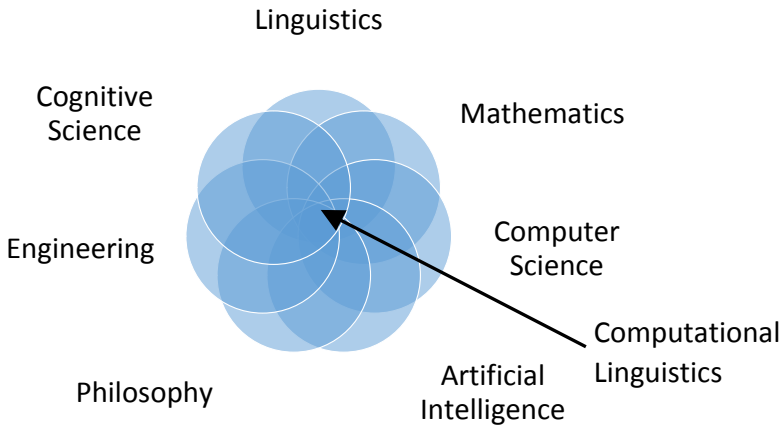 Linguistics
Cognitive
Science
Mathematics
Engineering
Computer
Science
Computational
Linguistics
Philosophy
Artificial
Intelligence